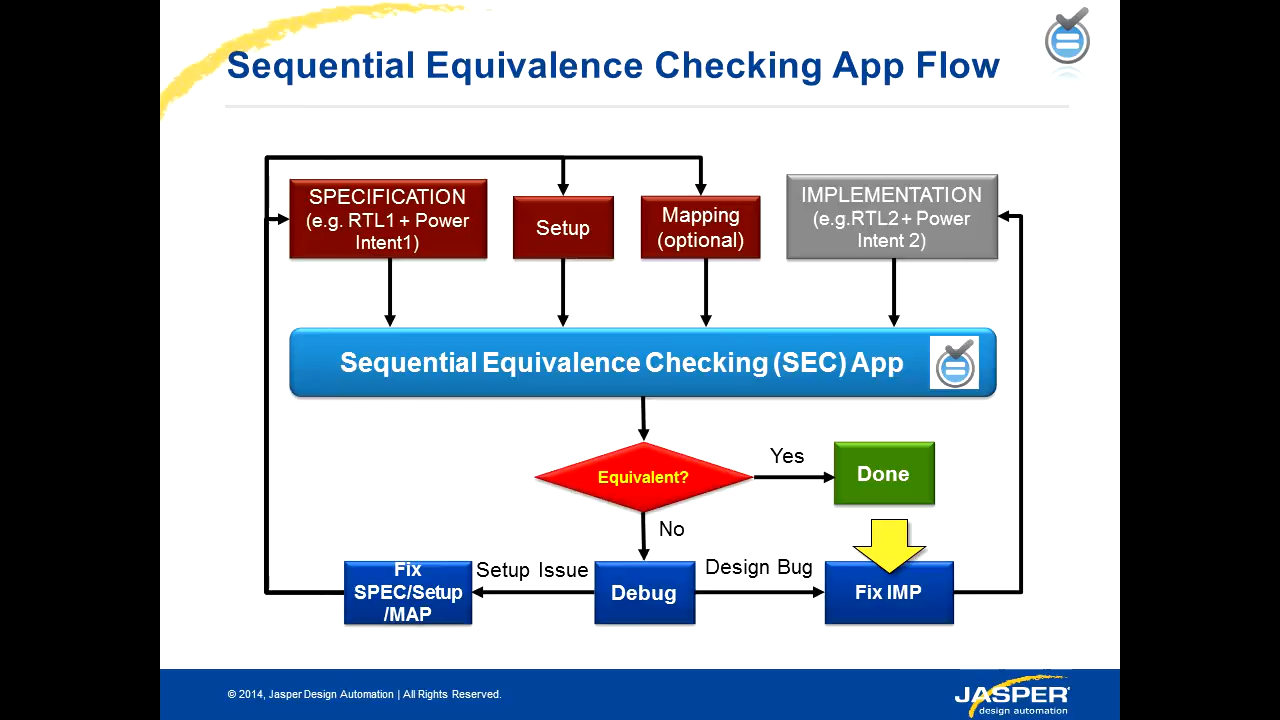 Sequential Equivalence Checking App Flow
SPECIFICATION
(e.g. RTL1 + Power
Intent1)
Setup
Mapping
(optional)
IMPLEMENTATION
(e.g.RTL2 + Power
Intent 2)
Sequential Equivalence Checking (SEC) App
Equivalent?
Yes
Done
No
Fix
SPEC/Setup
/MAP
Setup Issue
Debug
Design Bug
Fix IMP
© 2014, Jasper Design Automation | All Rights Reserved.
JASPER
design automation